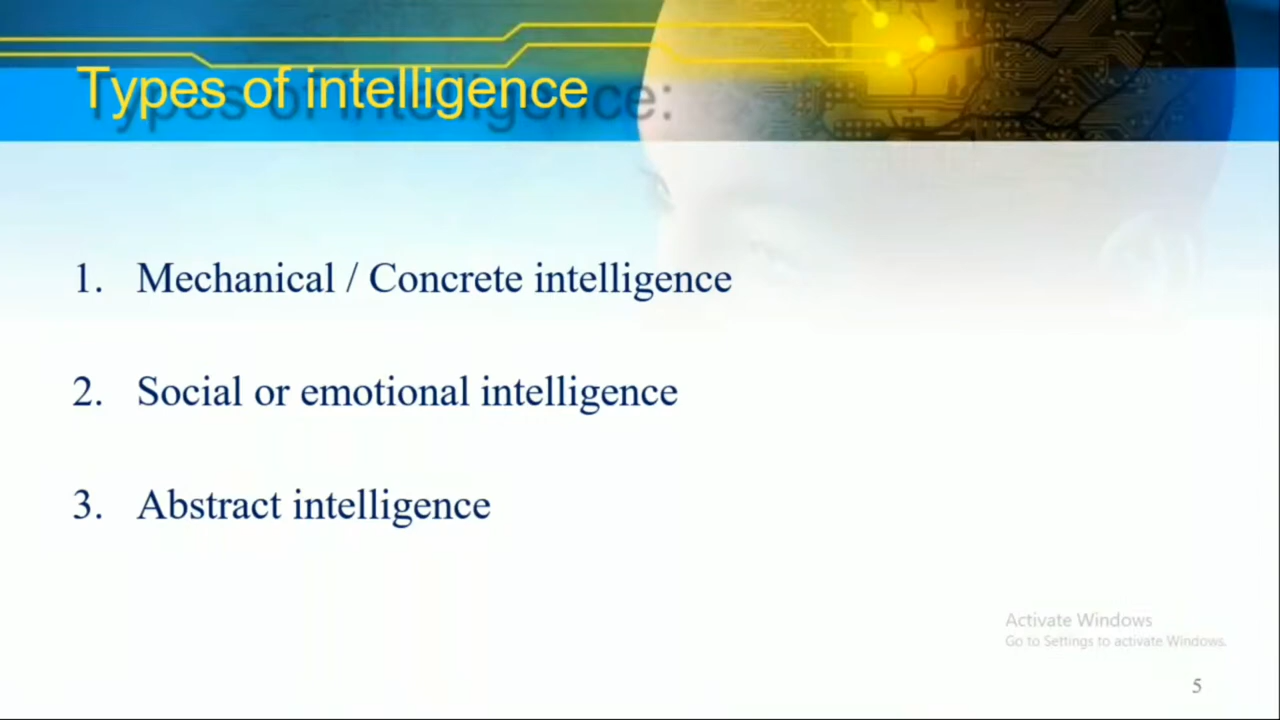 Types of intelligence:
1. Mechanical / Concrete intelligence
2. Social or emotional intelligence
3. Abstract intelligence
Activate Windows
Go to Settings to activate Windows.
5